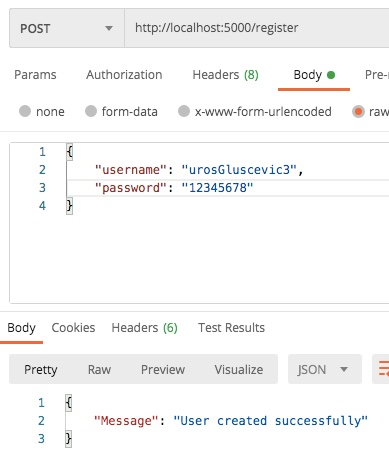 POST http://localhost:5000/register
Params Authorization Headers (8) Body Pre-
none form-data x-www-form-urlencoded raw
1 {
2 "username": "urosGluscevic3",
3 "password": "12345678"
4 }
Body Cookies Headers (6) Test Results
Pretty Raw Preview Visualize JSON
1 {
2 "Message": "User created successfully"
3 }